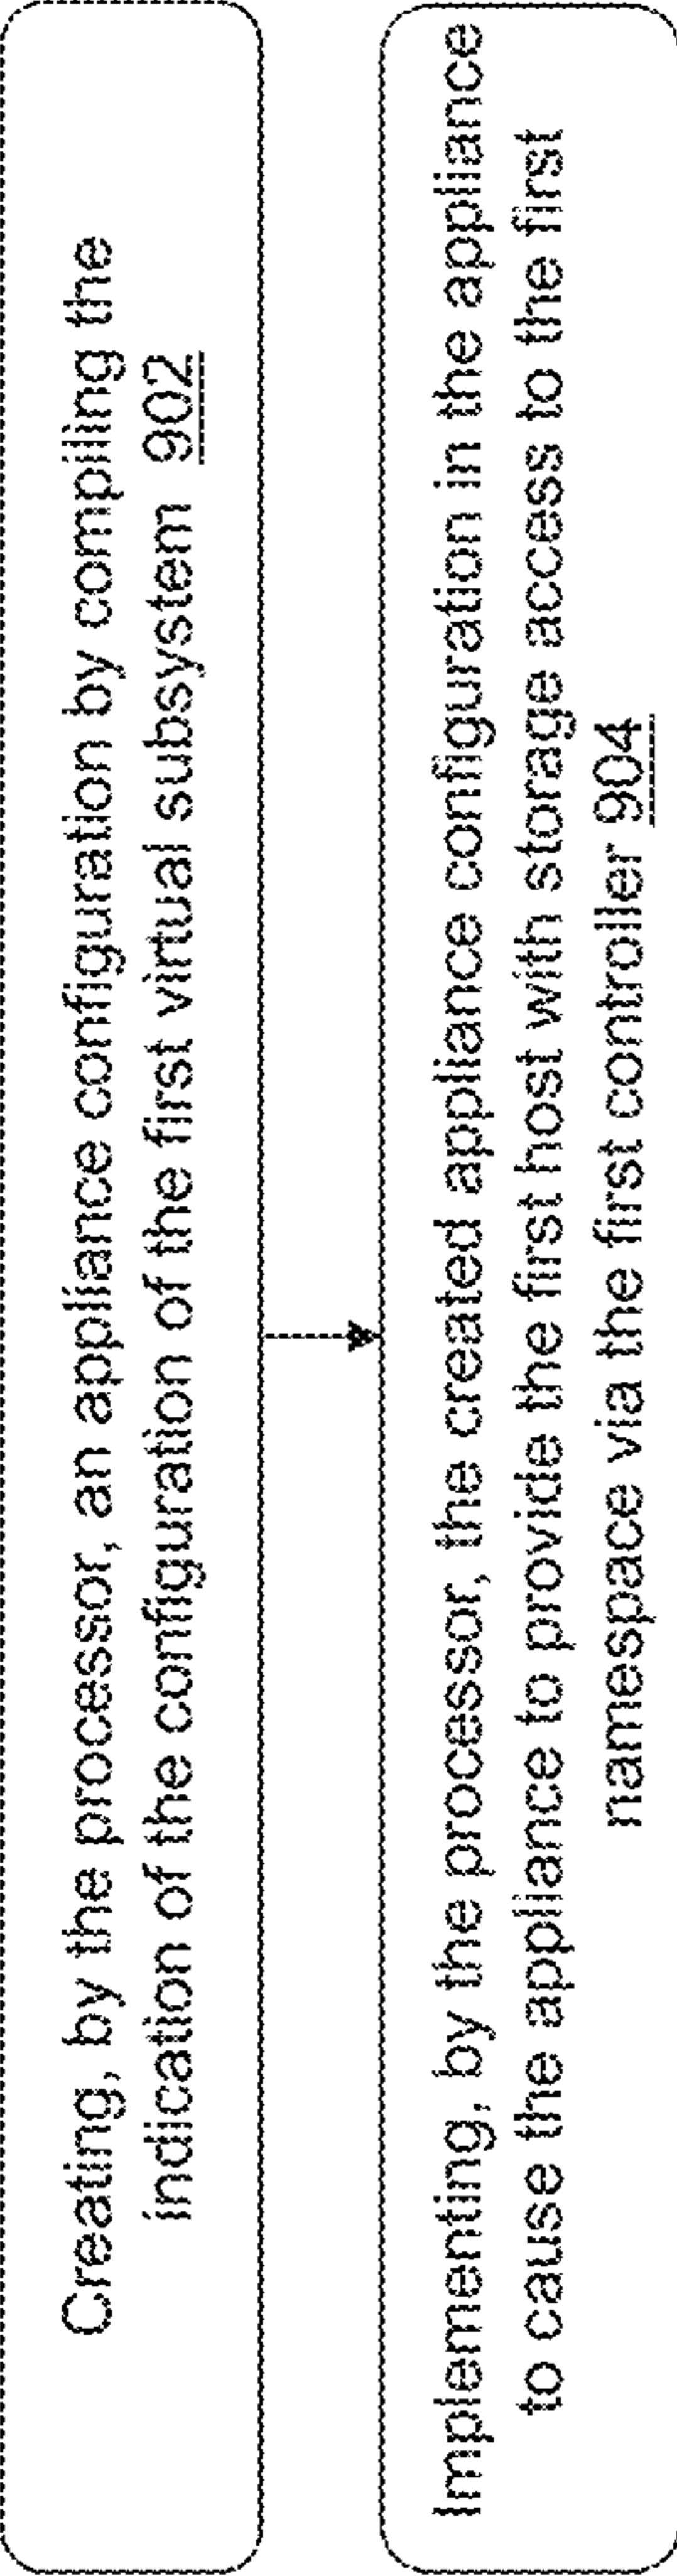 Creating, by the processor, an appliance configuration by compiling the
indication of the configuration of the first virtual subsystem 902
Implementing, by the processor, the created appliance configuration in the appliance
to cause the appliance to provide the first host with storage access to the first
namespace via the first controller 904